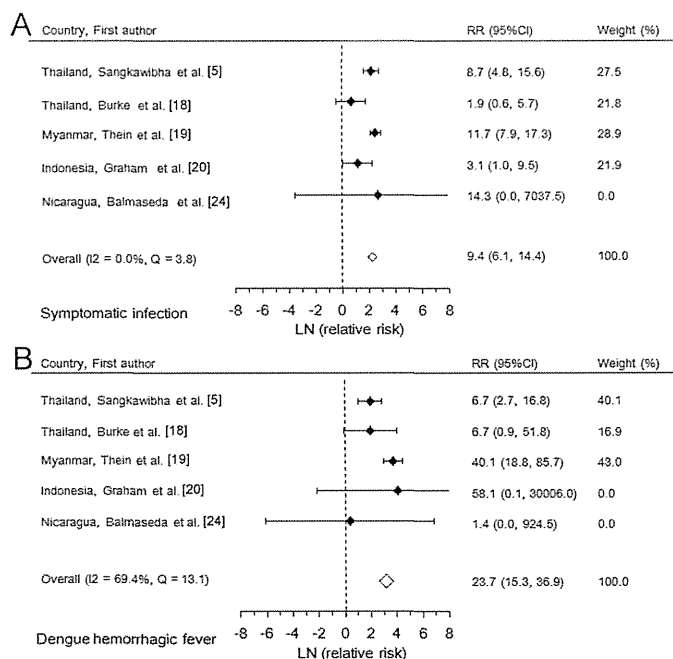 A
Country, First author RR (95%CI) Weight (%)
Thailand, Sangkawibha et al. [5] 8.7 (4.8, 15.6) 27.5
Thailand, Burke et al. [18] 1.9 (0.6, 5.7) 21.8
Myanmar, Thein et al. [19] 11.7 (7.9, 17.3) 28.9
Indonesia, Graham et al. [20] 3.1 (1.0, 9.5) 21.9
Nicaragua, Balmaseda et al. [24] 14.3 (0.0, 7037.5) 0.0
Overall (I2 = 0.0%, Q = 3.8) 9.4 (6.1, 14.4) 100.0
-8 -6 -4 -2 0 2 4 6 8
Symptomatic infection
LN (relative risk)
B
Country, First author RR (95%CI) Weight (%)
Thailand, Sangkawibha et al. [5] 6.7 (2.7, 16.8) 40.1
Thailand, Burke et al. [18] 6.7 (0.9, 51.8) 16.9
Myanmar, Thein et al. [19] 40.1 (18.8, 85.7) 43.0
Indonesia, Graham et al. [20] 58.1 (0.1, 30006.0) 0.0
Nicaragua, Balmaseda et al. [24] 1.4 (0.0, 924.5) 0.0
Overall (I2 = 69.4%, Q = 13.1) 23.7 (15.3, 36.9) 100.0
-8 -6 -4 -2 0 2 4 6 8
Dengue hemorrhagic fever
LN (relative risk)